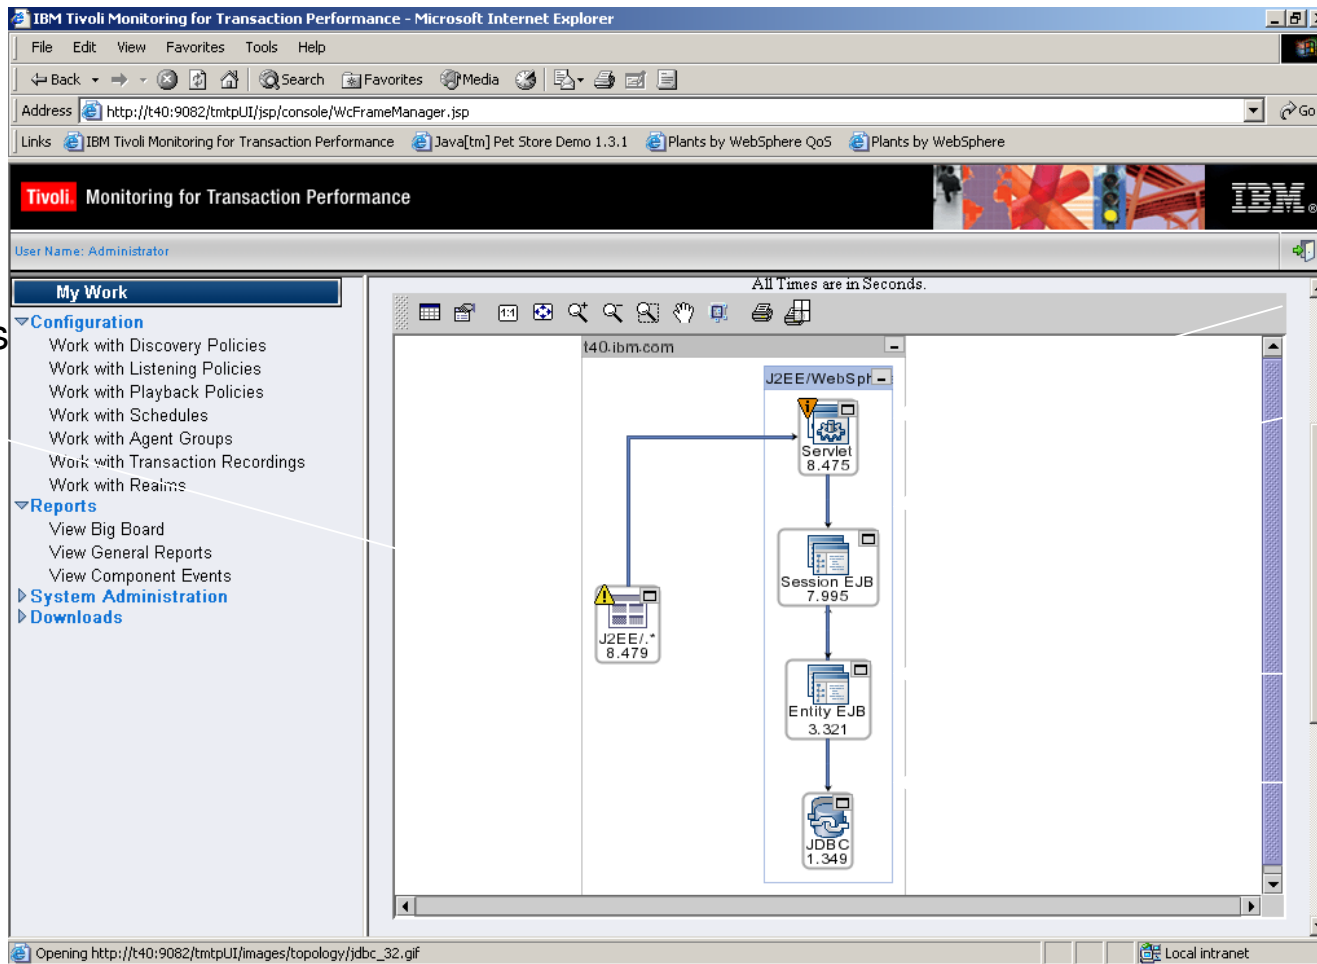 IBM Tivoli Monitoring for Transaction Performance - Microsoft Internet Explorer
File Edit View Favorites Tools Help
Back Search Favorites Media
Address http://t40:9082/tmtpUI/jsp/console/WcFrameManager.jsp Go
Links IBM Tivoli Monitoring for Transaction Performance Java[tm] Pet Store Demo 1.3.1 Plants by WebSphere QoS Plants by WebSphere
Tivoli. Monitoring for Transaction Performance IBM®
User Name: Administrator
My Work
s
Configuration
Work with Discovery Policies
Work with Listening Policies
Work with Playback Policies
Work with Schedules
Work with Agent Groups
Work with Transaction Recordings
Work with Realms
Reports
View Big Board
View General Reports
View Component Events
System Administration
Downloads
All Times are in Seconds.
1:1
t40.ibm.com
J2EE/WebSph
Servlet
8.475
Session EJB
7.995
J2EE/.*
8.479
Entity EJB
3.321
JDBC
1.349
Opening http://t40:9082/tmtpUI/images/topology/jdbc_32.gif Local intranet